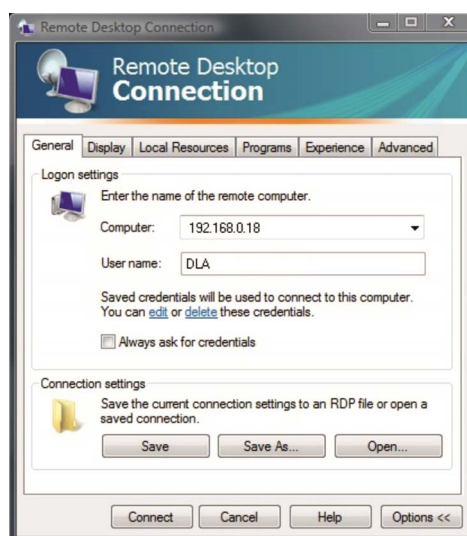 Remote Desktop Connection
X
Remote Desktop
Connection
General Display Local Resources Programs Experience Advanced
Logon settings
Enter the name of the remote computer.
Computer: 192.168.0.18
User name: DLA
Saved credentials will be used to connect to this computer.
You can edit or delete these credentials.
Always ask for credentials
Connection settings
Save the current connection settings to an RDP file or open a
saved connection.
Save Save As... Open...
Connect Cancel Help Options <<